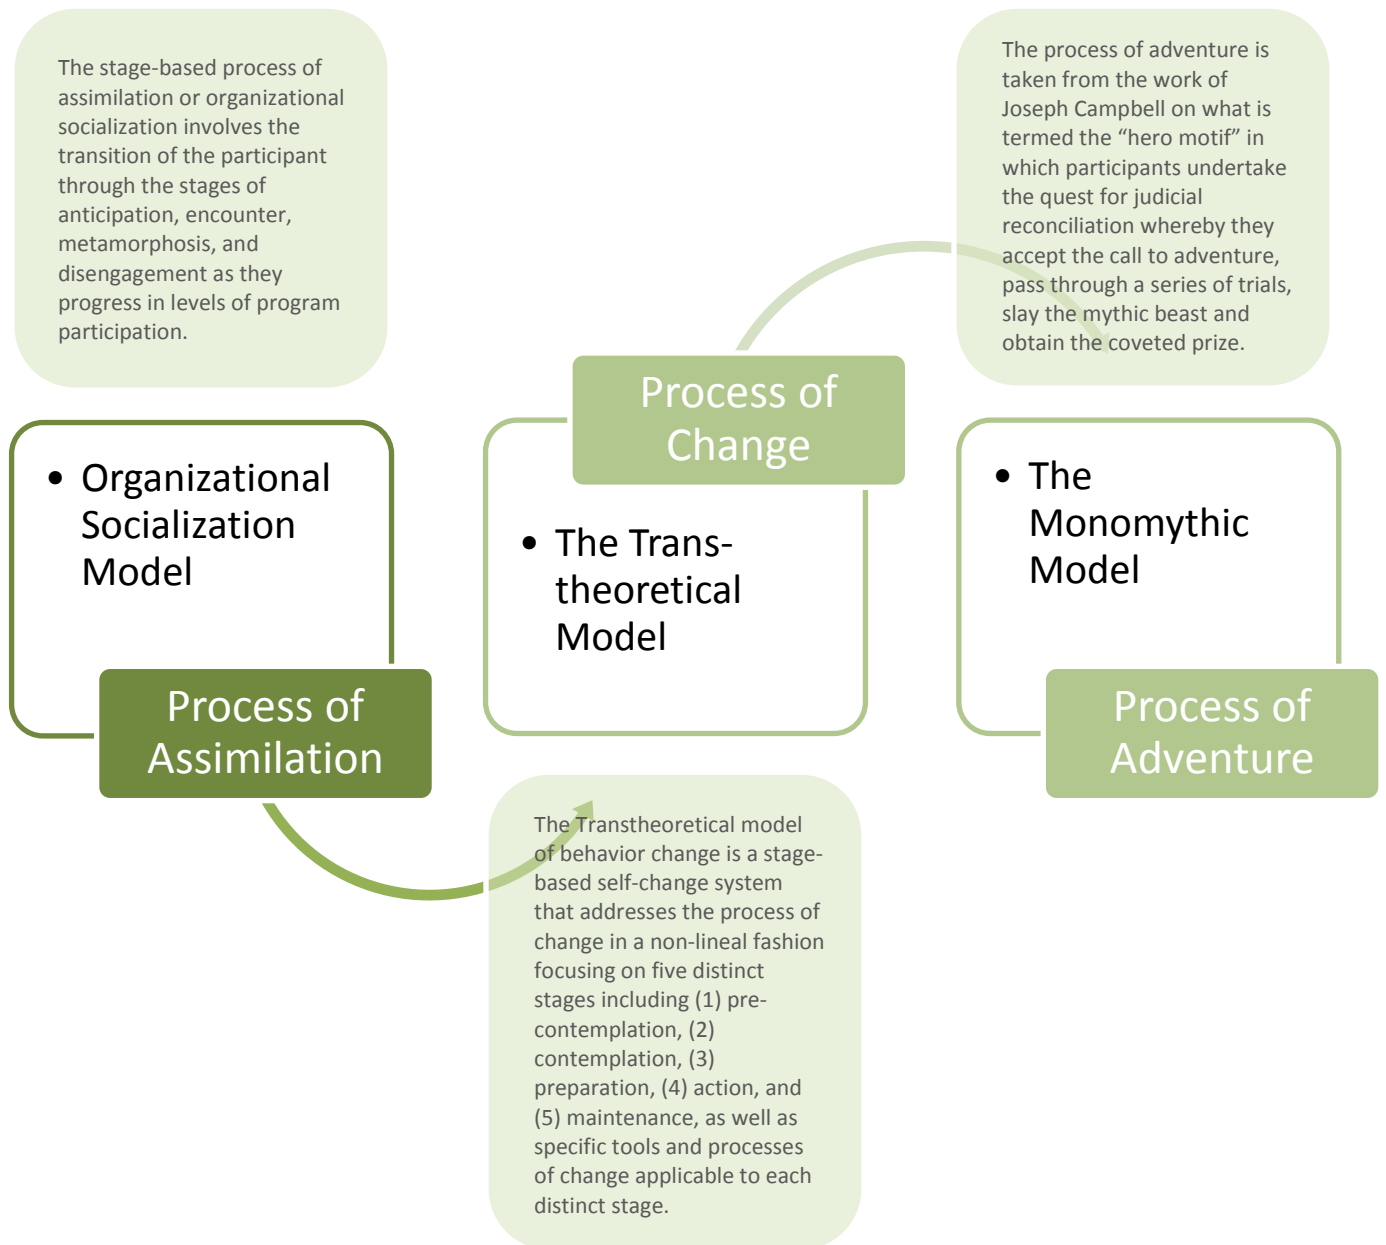 The stage-based process of
assimilation or organizational
socialization involves the
transition of the participant
through the stages of
anticipation, encounter,
metamorphosis, and
disengagement as they
progress in levels of program
participation.
• Organizational
Socialization
Model
Process of
Assimilation
Process of
Change
• The Trans-
theoretical
Model
The Transtheoretical model
of behavior change is a stage-
based self-change system
that addresses the process of
change in a non-lineal fashion
focusing on five distinct
stages including (1) pre-
contemplation, (2)
contemplation, (3)
preparation, (4) action, and
(5) maintenance, as well as
specific tools and processes
of change applicable to each
distinct stage.
The process of adventure is
taken from the work of
Joseph Campbell on what is
termed the “hero motif” in
which participants undertake
the quest for judicial
reconciliation whereby they
accept the call to adventure,
pass through a series of trials,
slay the mythic beast and
obtain the coveted prize.
• The
Monomythic
Model
Process of
Adventure